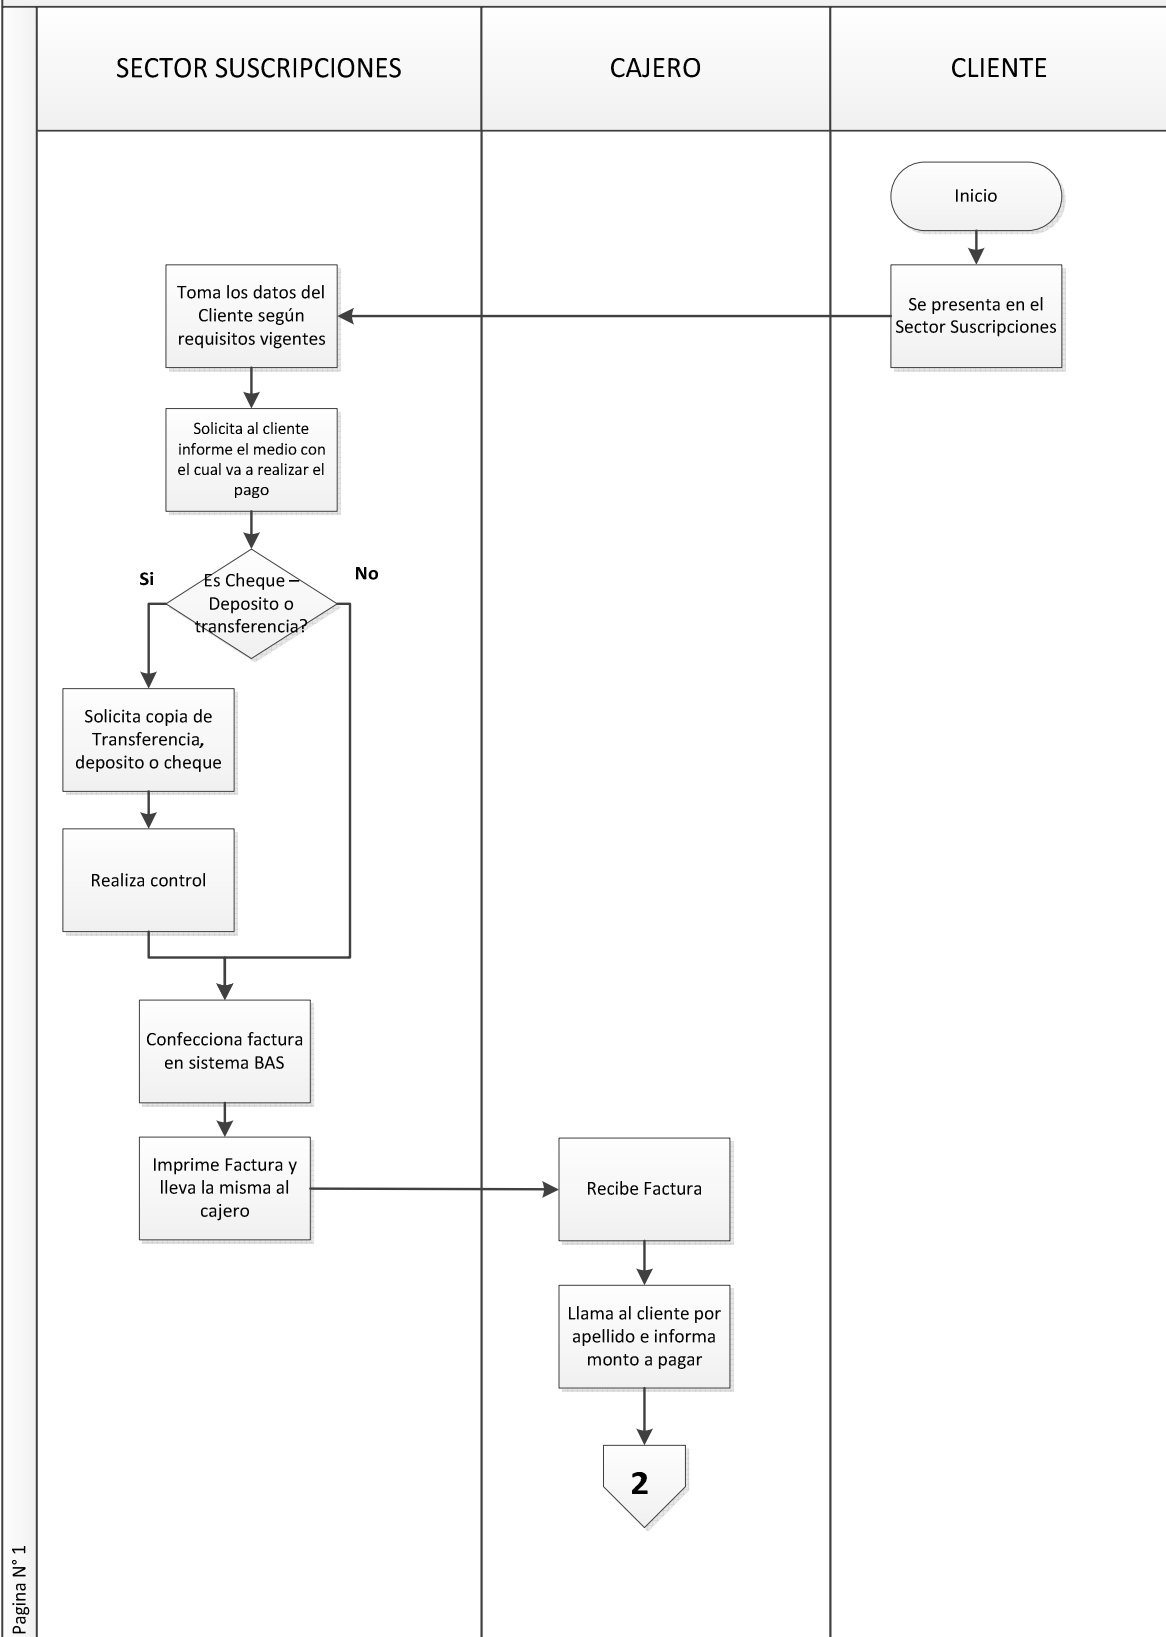 SECTOR SUSCRIPCIONES
CAJERO
CLIENTE
Inicio
Se presenta en el
Sector Suscripciones
Toma los datos del
Cliente según
requisitos vigentes
Solicita al cliente
informe el medio con
el cual va a realizar el
pago
Es Cheque –
Deposito o
transferencia?
Si
No
Solicita copia de
Transferencia,
deposito o cheque
Realiza control
Confecciona factura
en sistema BAS
Imprime Factura y
lleva la misma al
cajero
Recibe Factura
Llama al cliente por
apellido e informa
monto a pagar
2
Pagina N° 1